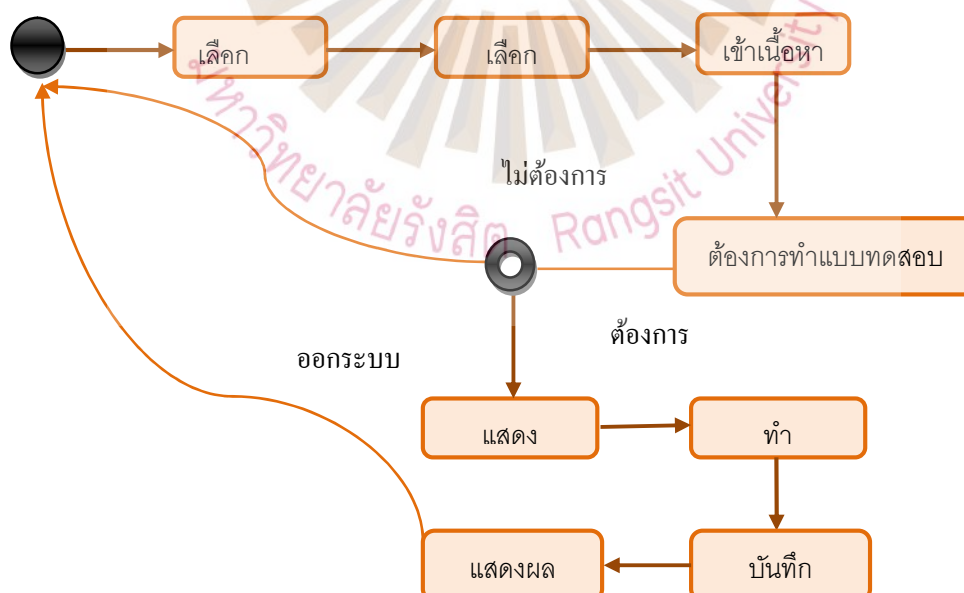 เลือก
เลือก
เข้าเนื้อหา
ไม่ต้องการ
มหาวิทยาลัยรังสิต Rangsit University
ต้องการทำแบบทดสอบ
ต้องการ
ออกระบบ
แสดง
ทำ
แสดงผล
บันทึก